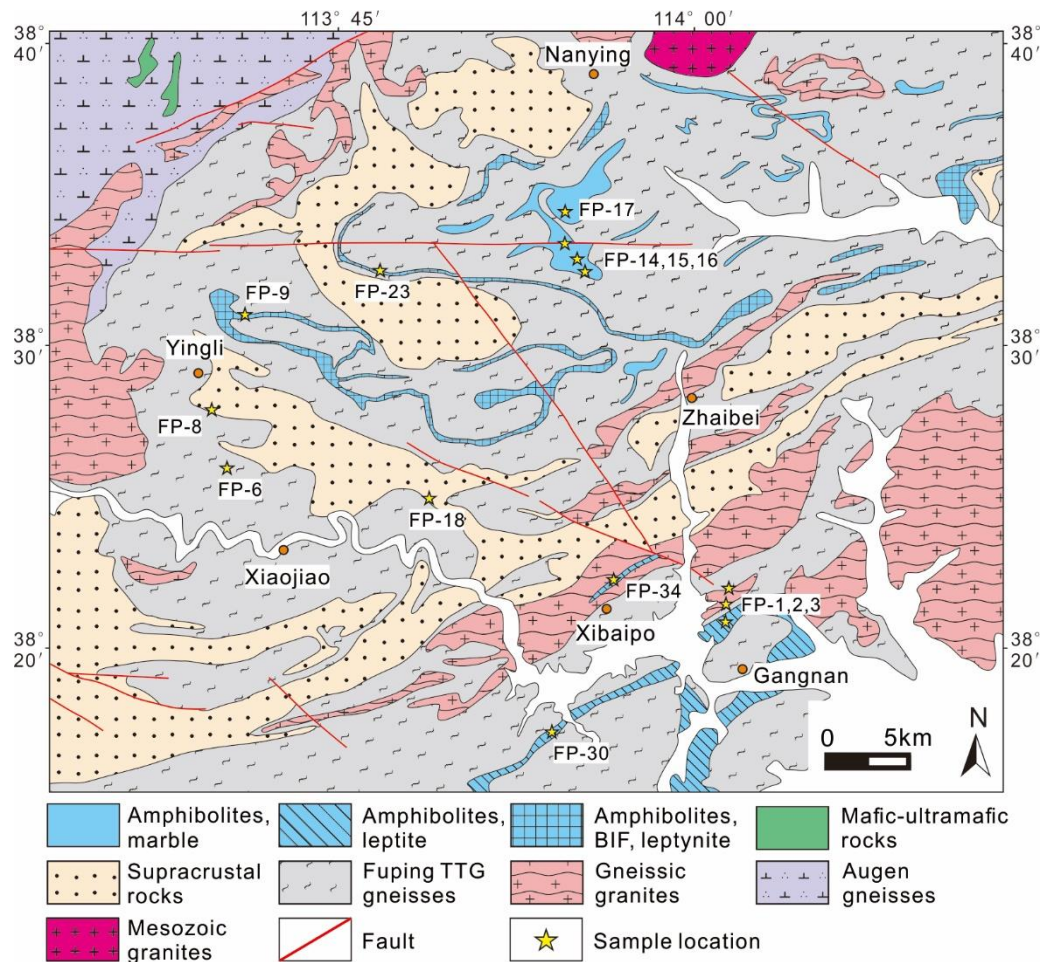 113° 45'
114° 00'
38°
40'
38°
40'
Nanying
FP-17
FP-14,15,16
FP-23
FP-9
38°
30'
38°
30'
Yingli
Zhaibei
FP-8
FP-6
FP-18
Xiaojiao
FP-34
FP-1,2,3
Xibaipo
38°
20'
38°
20'
Gangnan
N
FP-30
0 5km
Amphibolites,
marble
Amphibolites,
leptite
Amphibolites,
BIF, leptynite
Mafic-ultramafic
rocks
Supracrustal
rocks
Fuping TTG
gneisses
Gneissic
granites
Augen
gneisses
Mesozoic
granites
Fault
Sample location